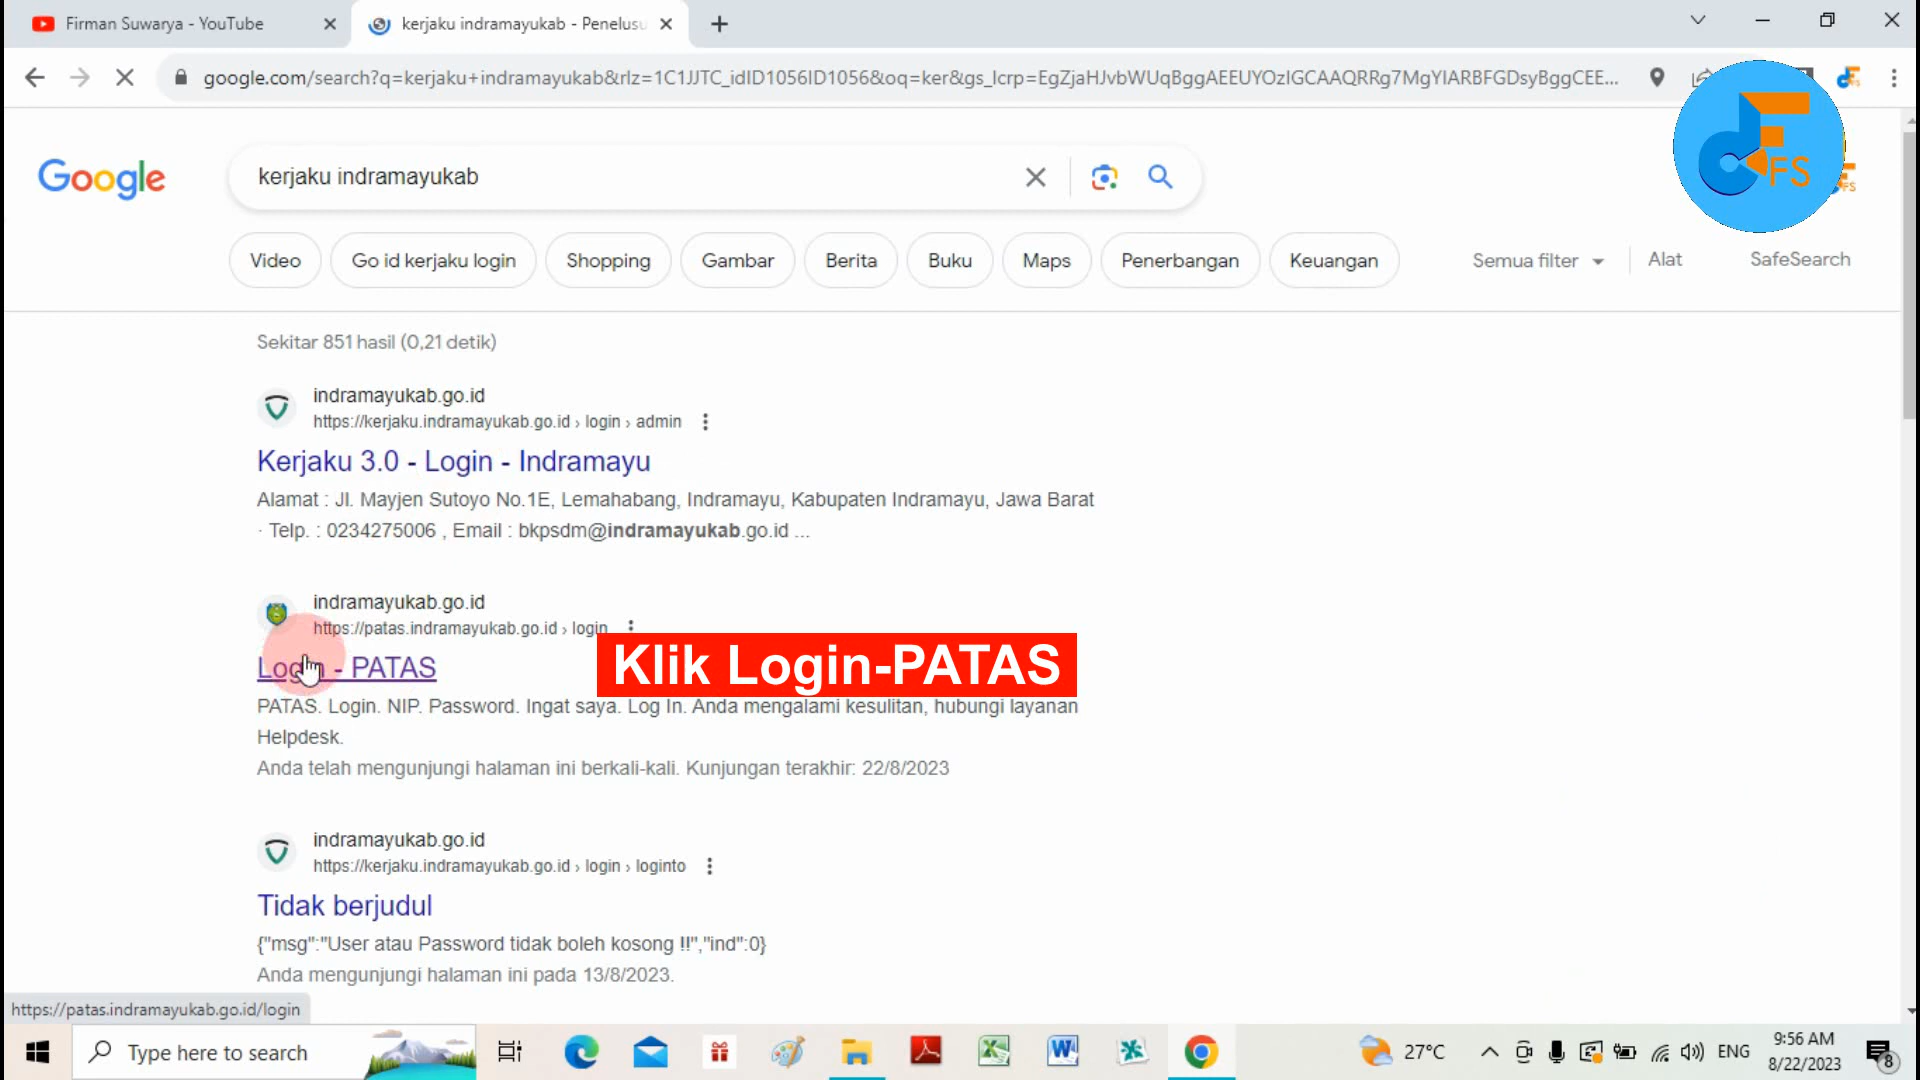 Firman Suwarya - YouTube
kerjaku indramayukab - Penelusu
google.com/search?q=kerjaku+indramayukab&rlz=1C1JJTC_idID1056ID1056&oq=ker&gs_lcrp=EgZjaHJvbWUqBggAEEUYOzIGCAAQRRg7MgYIARBFGDsyBggCEE...
Google
kerjaku indramayukab
FS
Video
Go id kerjaku login
Shopping
Gambar
Berita
Buku
Maps
Penerbangan
Keuangan
Semua filter
Alat
SafeSearch
Sekitar 851 hasil (0,21 detik)
indramayukab.go.id
https://kerjaku.indramayukab.go.id › login › admin
Kerjaku 3.0 - Login - Indramayu
Alamat : Jl. Mayjen Sutoyo No.1E, Lemahabang, Indramayu, Kabupaten Indramayu, Jawa Barat
· Telp. : 0234275006 , Email : bkpsdm@indramayukab.go.id ...
indramayukab.go.id
https://patas.indramayukab.go.id › login
Login - PATAS
Klik Login-PATAS
PATAS. Login. NIP. Password. Ingat saya. Log In. Anda mengalami kesulitan, hubungi layanan
Helpdesk.
Anda telah mengunjungi halaman ini berkali-kali. Kunjungan terakhir: 22/8/2023
indramayukab.go.id
https://kerjaku.indramayukab.go.id › login › loginto
Tidak berjudul
{"msg":"User atau Password tidak boleh kosong !!","ind":0}
Anda mengunjungi halaman ini pada 13/8/2023.
https://patas.indramayukab.go.id/login
Type here to search
27°C
ENG
9:56 AM
8/22/2023
8